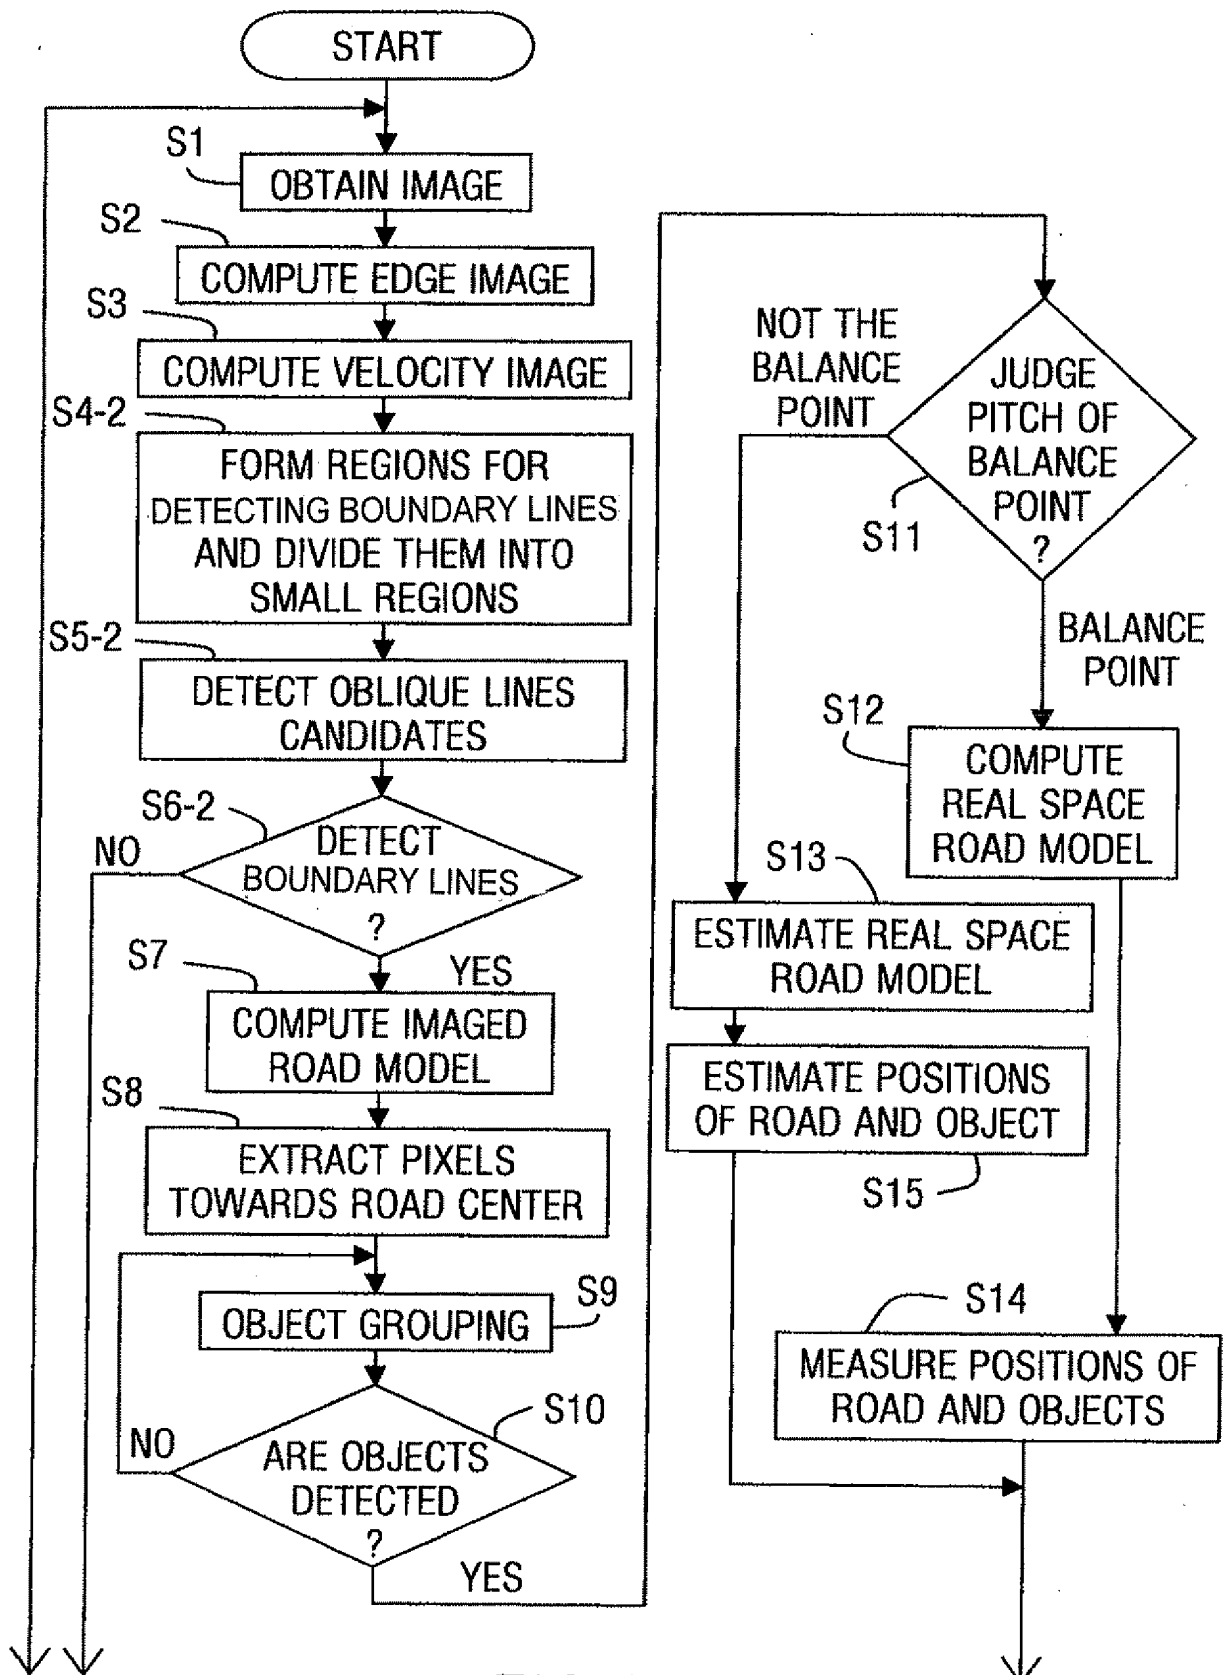 START
S1
OBTAIN IMAGE
S2
COMPUTE EDGE IMAGE
S3
COMPUTE VELOCITY IMAGE
S4-2
FORM REGIONS FOR
DETECTING BOUNDARY LINES
AND DIVIDE THEM INTO
SMALL REGIONS
S5-2
DETECT OBLIQUE LINES
CANDIDATES
S6-2
NO
DETECT
BOUNDARY LINES
?
YES
S7
COMPUTE IMAGED
ROAD MODEL
S8
EXTRACT PIXELS
TOWARDS ROAD CENTER
S9
OBJECT GROUPING
S10
NO
ARE OBJECTS
DETECTED
?
YES
NOT THE
BALANCE
POINT
JUDGE
PITCH OF
BALANCE
POINT
?
S11
BALANCE
POINT
S12
COMPUTE
REAL SPACE
ROAD MODEL
S13
ESTIMATE REAL SPACE
ROAD MODEL
ESTIMATE POSITIONS
OF ROAD AND OBJECT
S15
S14
MEASURE POSITIONS OF
ROAD AND OBJECTS